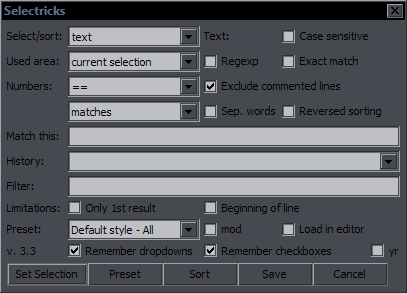 Selectricks
Select/sort: text Text: Case sensitive
Used area: current selection Regexp Exact match
Numbers: == Exclude commented lines
matches Sep. words Reversed sorting
Match this:
History:
Filter:
Limitations: Only 1st result Beginning of line
Preset: Default style - All mod Load in editor
v. 3.3 Remember dropdowns Remember checkboxes yr
Set Selection Preset Sort Save Cancel